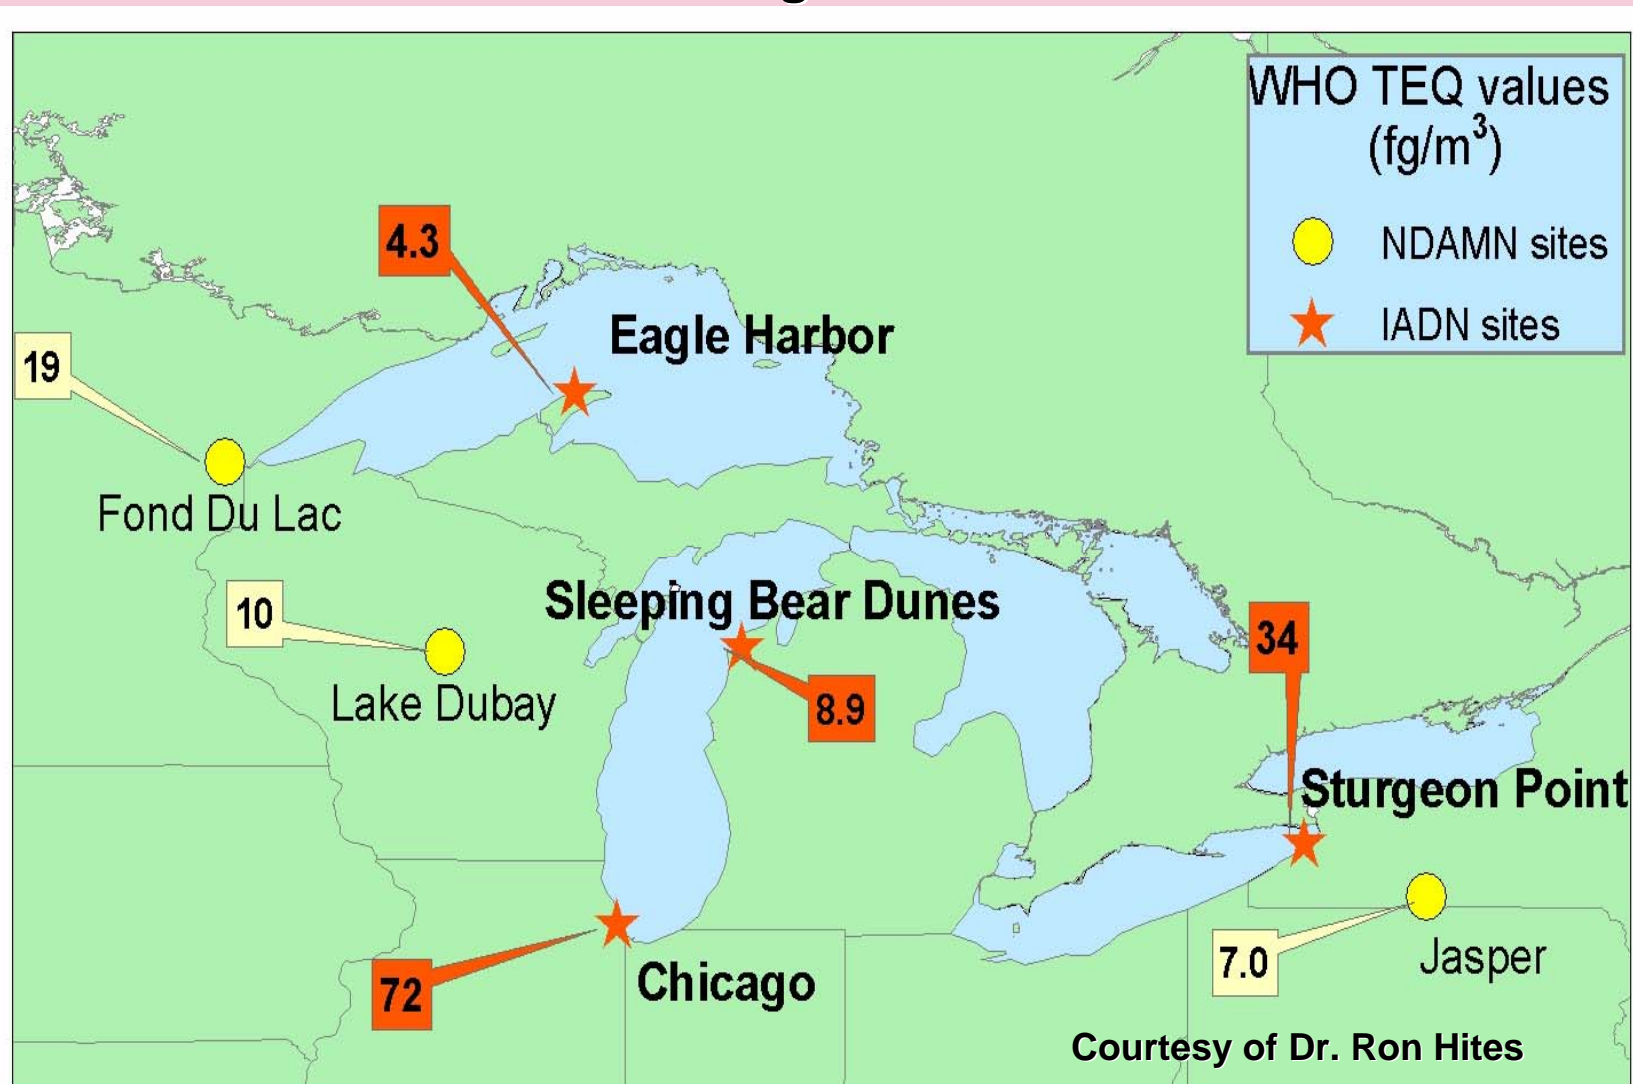 WHO TEQ values
(fg/m³)
NDAMN sites
IADN sites
4.3
Eagle Harbor
19
Fond Du Lac
Sleeping Bear Dunes
10
Lake Dubay
8.9
34
Sturgeon Point
72
Chicago
7.0
Jasper
Courtesy of Dr. Ron Hites